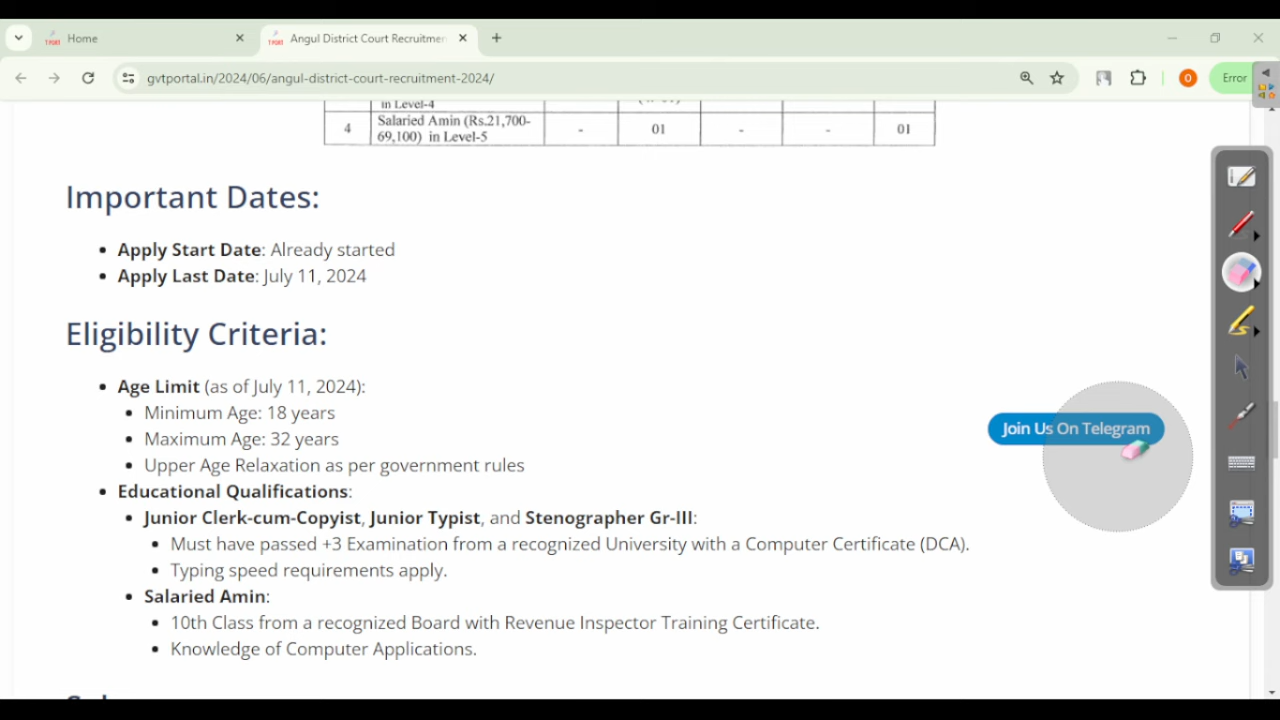 Home
Angul District Court Recruitmen
gvtportal.in/2024/06/angul-district-court-recruitment-2024/
O
Error
in Level-4
4 Salaried Amin (Rs.21,700- - 01 - - 01
69,100) in Level-5
Important Dates:
Apply Start Date: Already started
Apply Last Date: July 11, 2024
Eligibility Criteria:
Age Limit (as of July 11, 2024):
Minimum Age: 18 years
Maximum Age: 32 years
Upper Age Relaxation as per government rules
Join Us On Telegram
Educational Qualifications:
Junior Clerk-cum-Copyist, Junior Typist, and Stenographer Gr-III:
Must have passed +3 Examination from a recognized University with a Computer Certificate (DCA).
Typing speed requirements apply.
Salaried Amin:
10th Class from a recognized Board with Revenue Inspector Training Certificate.
Knowledge of Computer Applications.